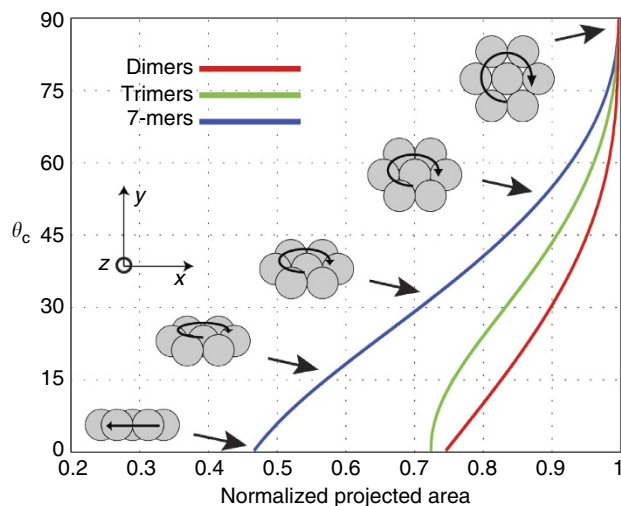 90
Dimers
75
Trimers
7-mers
60
y
θc
45
z
x
30
15
0
0.2 0.3 0.4 0.5 0.6 0.7 0.8 0.9 1
Normalized projected area